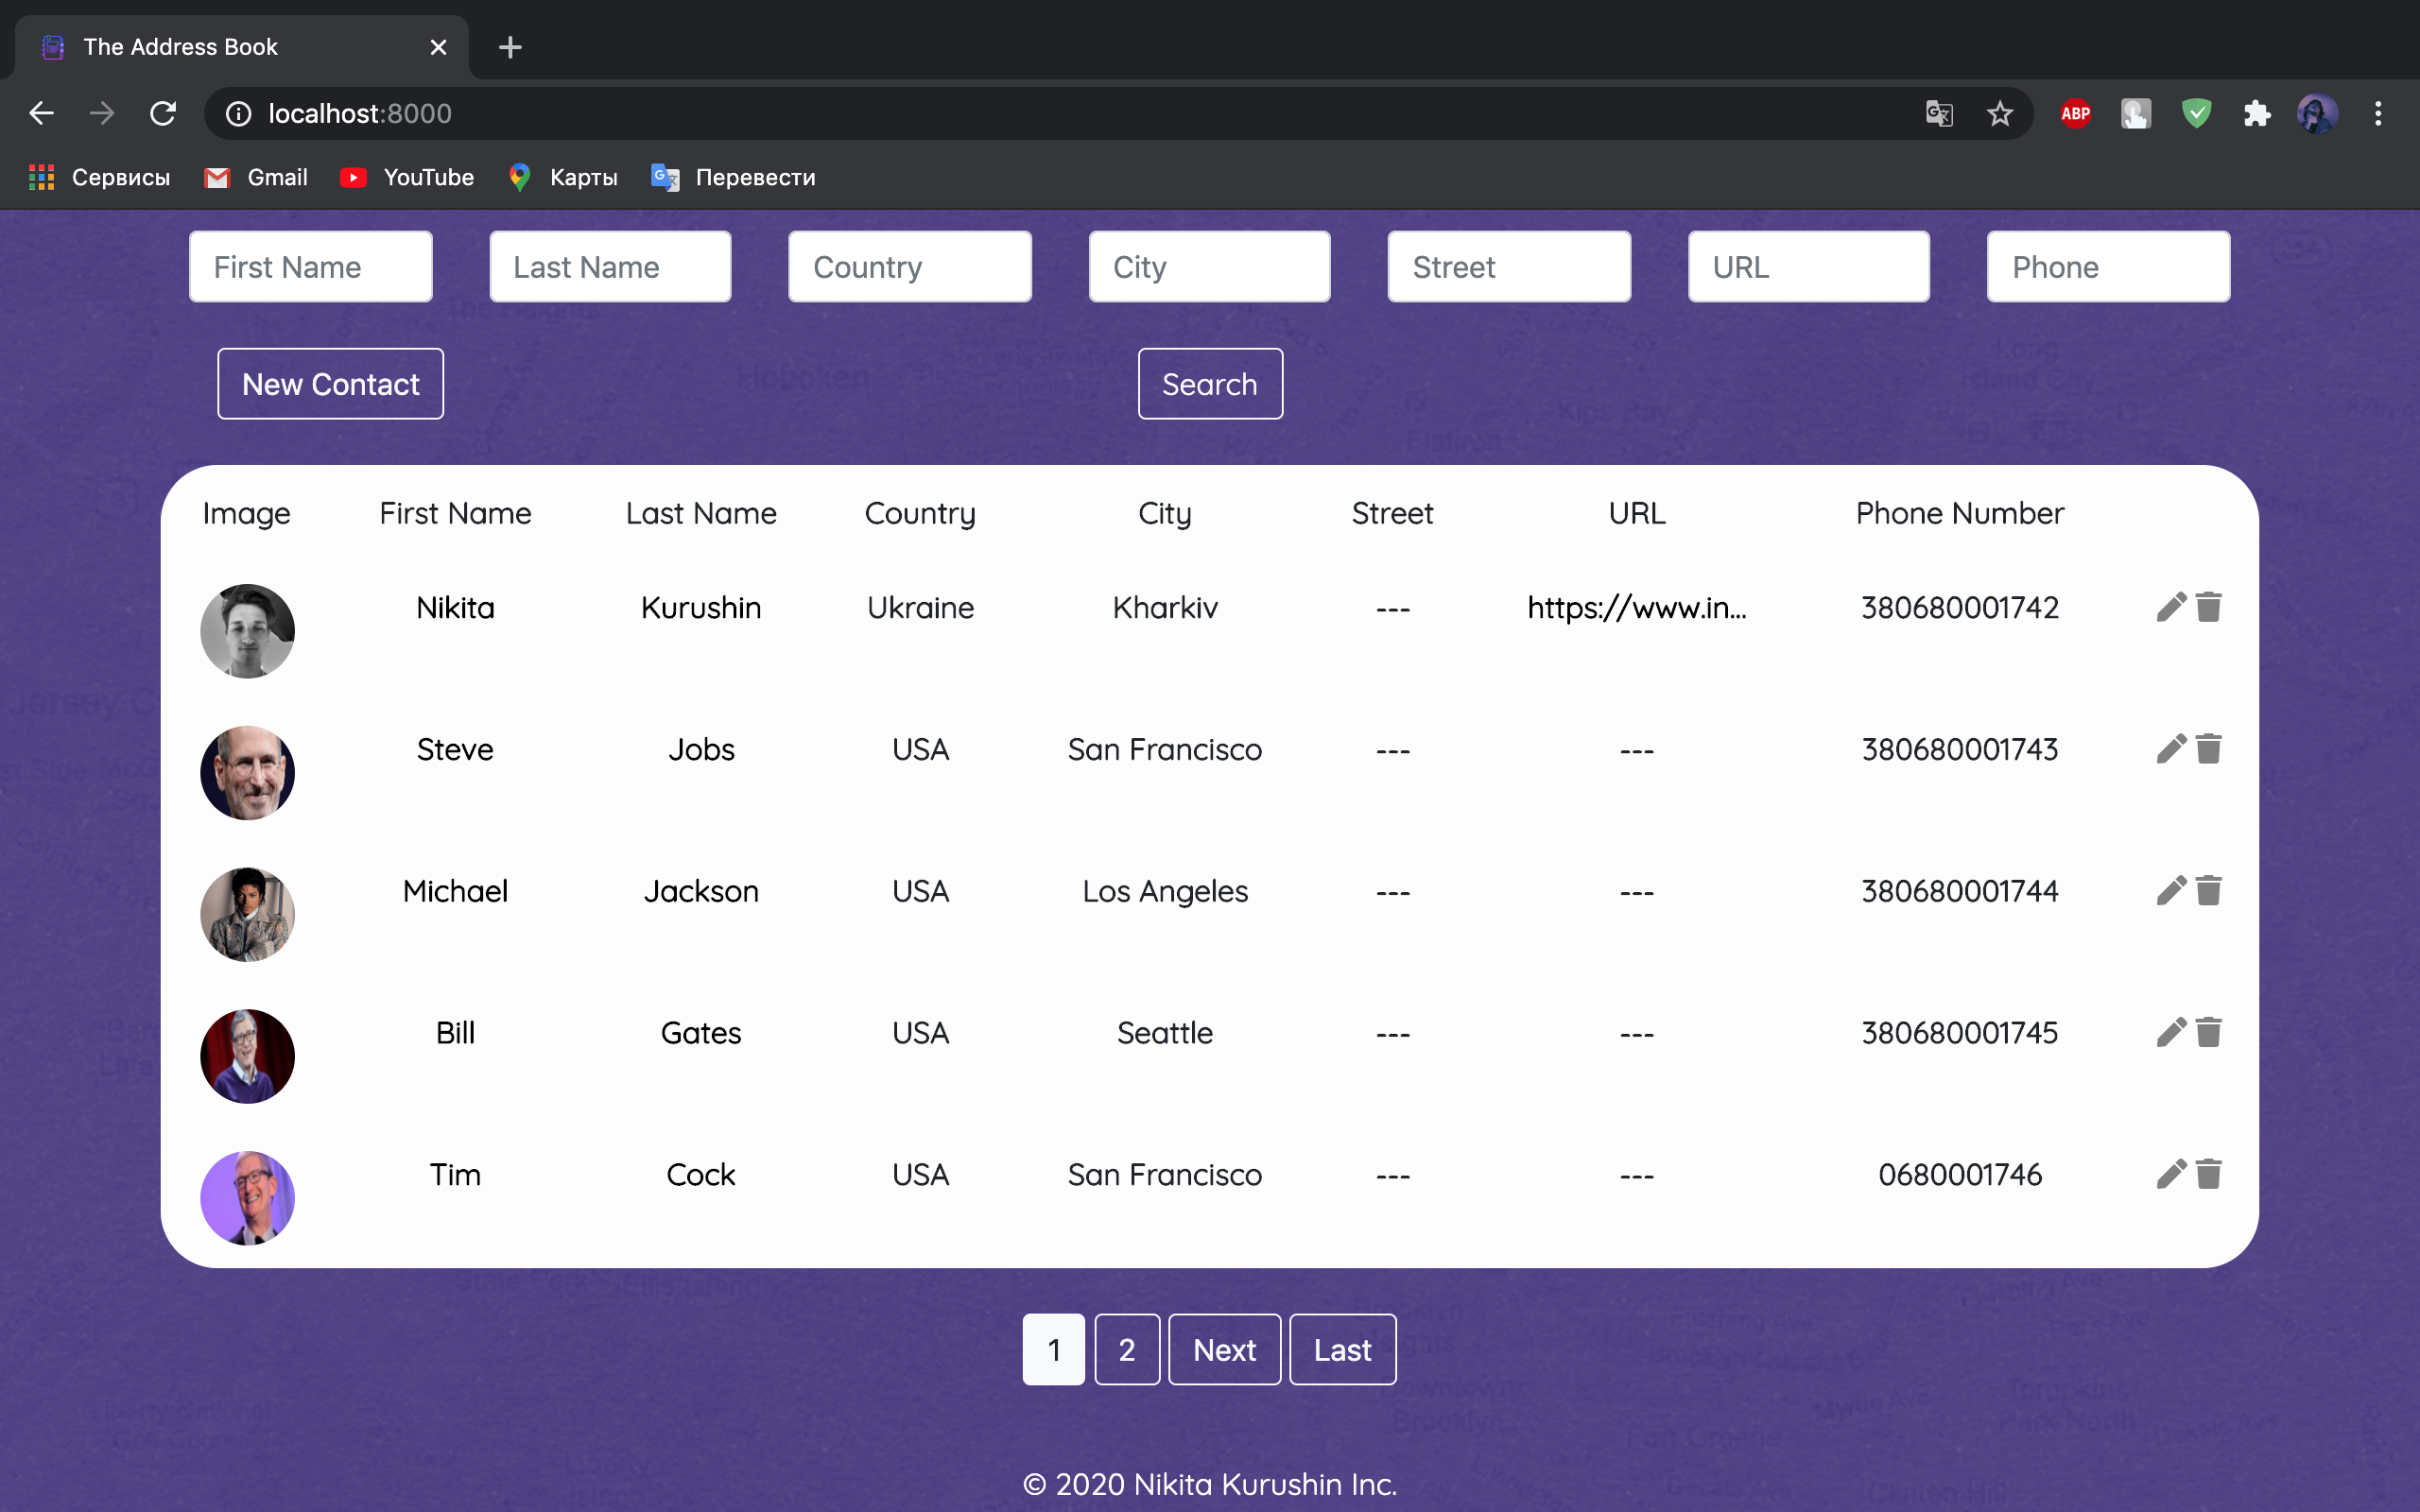 The Address Book
localhost:8000
ABP
Сервисы Gmail YouTube Карты Перевести
First Name Last Name Country City Street URL Phone
New Contact Search
Image First Name Last Name Country City Street URL Phone Number
Nikita Kurushin Ukraine Kharkiv --- https://www.in... 380680001742
Steve Jobs USA San Francisco --- --- 380680001743
Michael Jackson USA Los Angeles --- --- 380680001744
Bill Gates USA Seattle --- --- 380680001745
Tim Cock USA San Francisco --- --- 0680001746
1 2 Next Last
© 2020 Nikita Kurushin Inc.